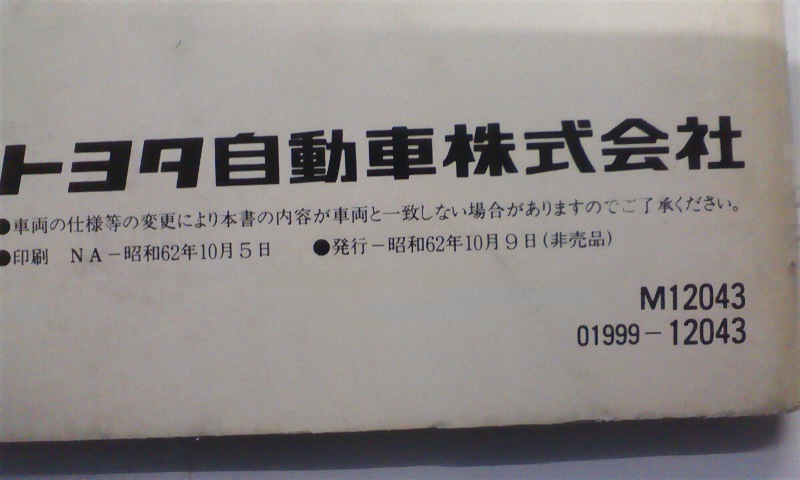 トヨタ自動車株式会社
●車両の仕様等の変更により本書の内容が車両と一致しない場合がありますのでご了承ください。
●印刷 NA－昭和62年10月5日 ●発行－昭和62年10月9日(非売品)
M12043
01999－12043